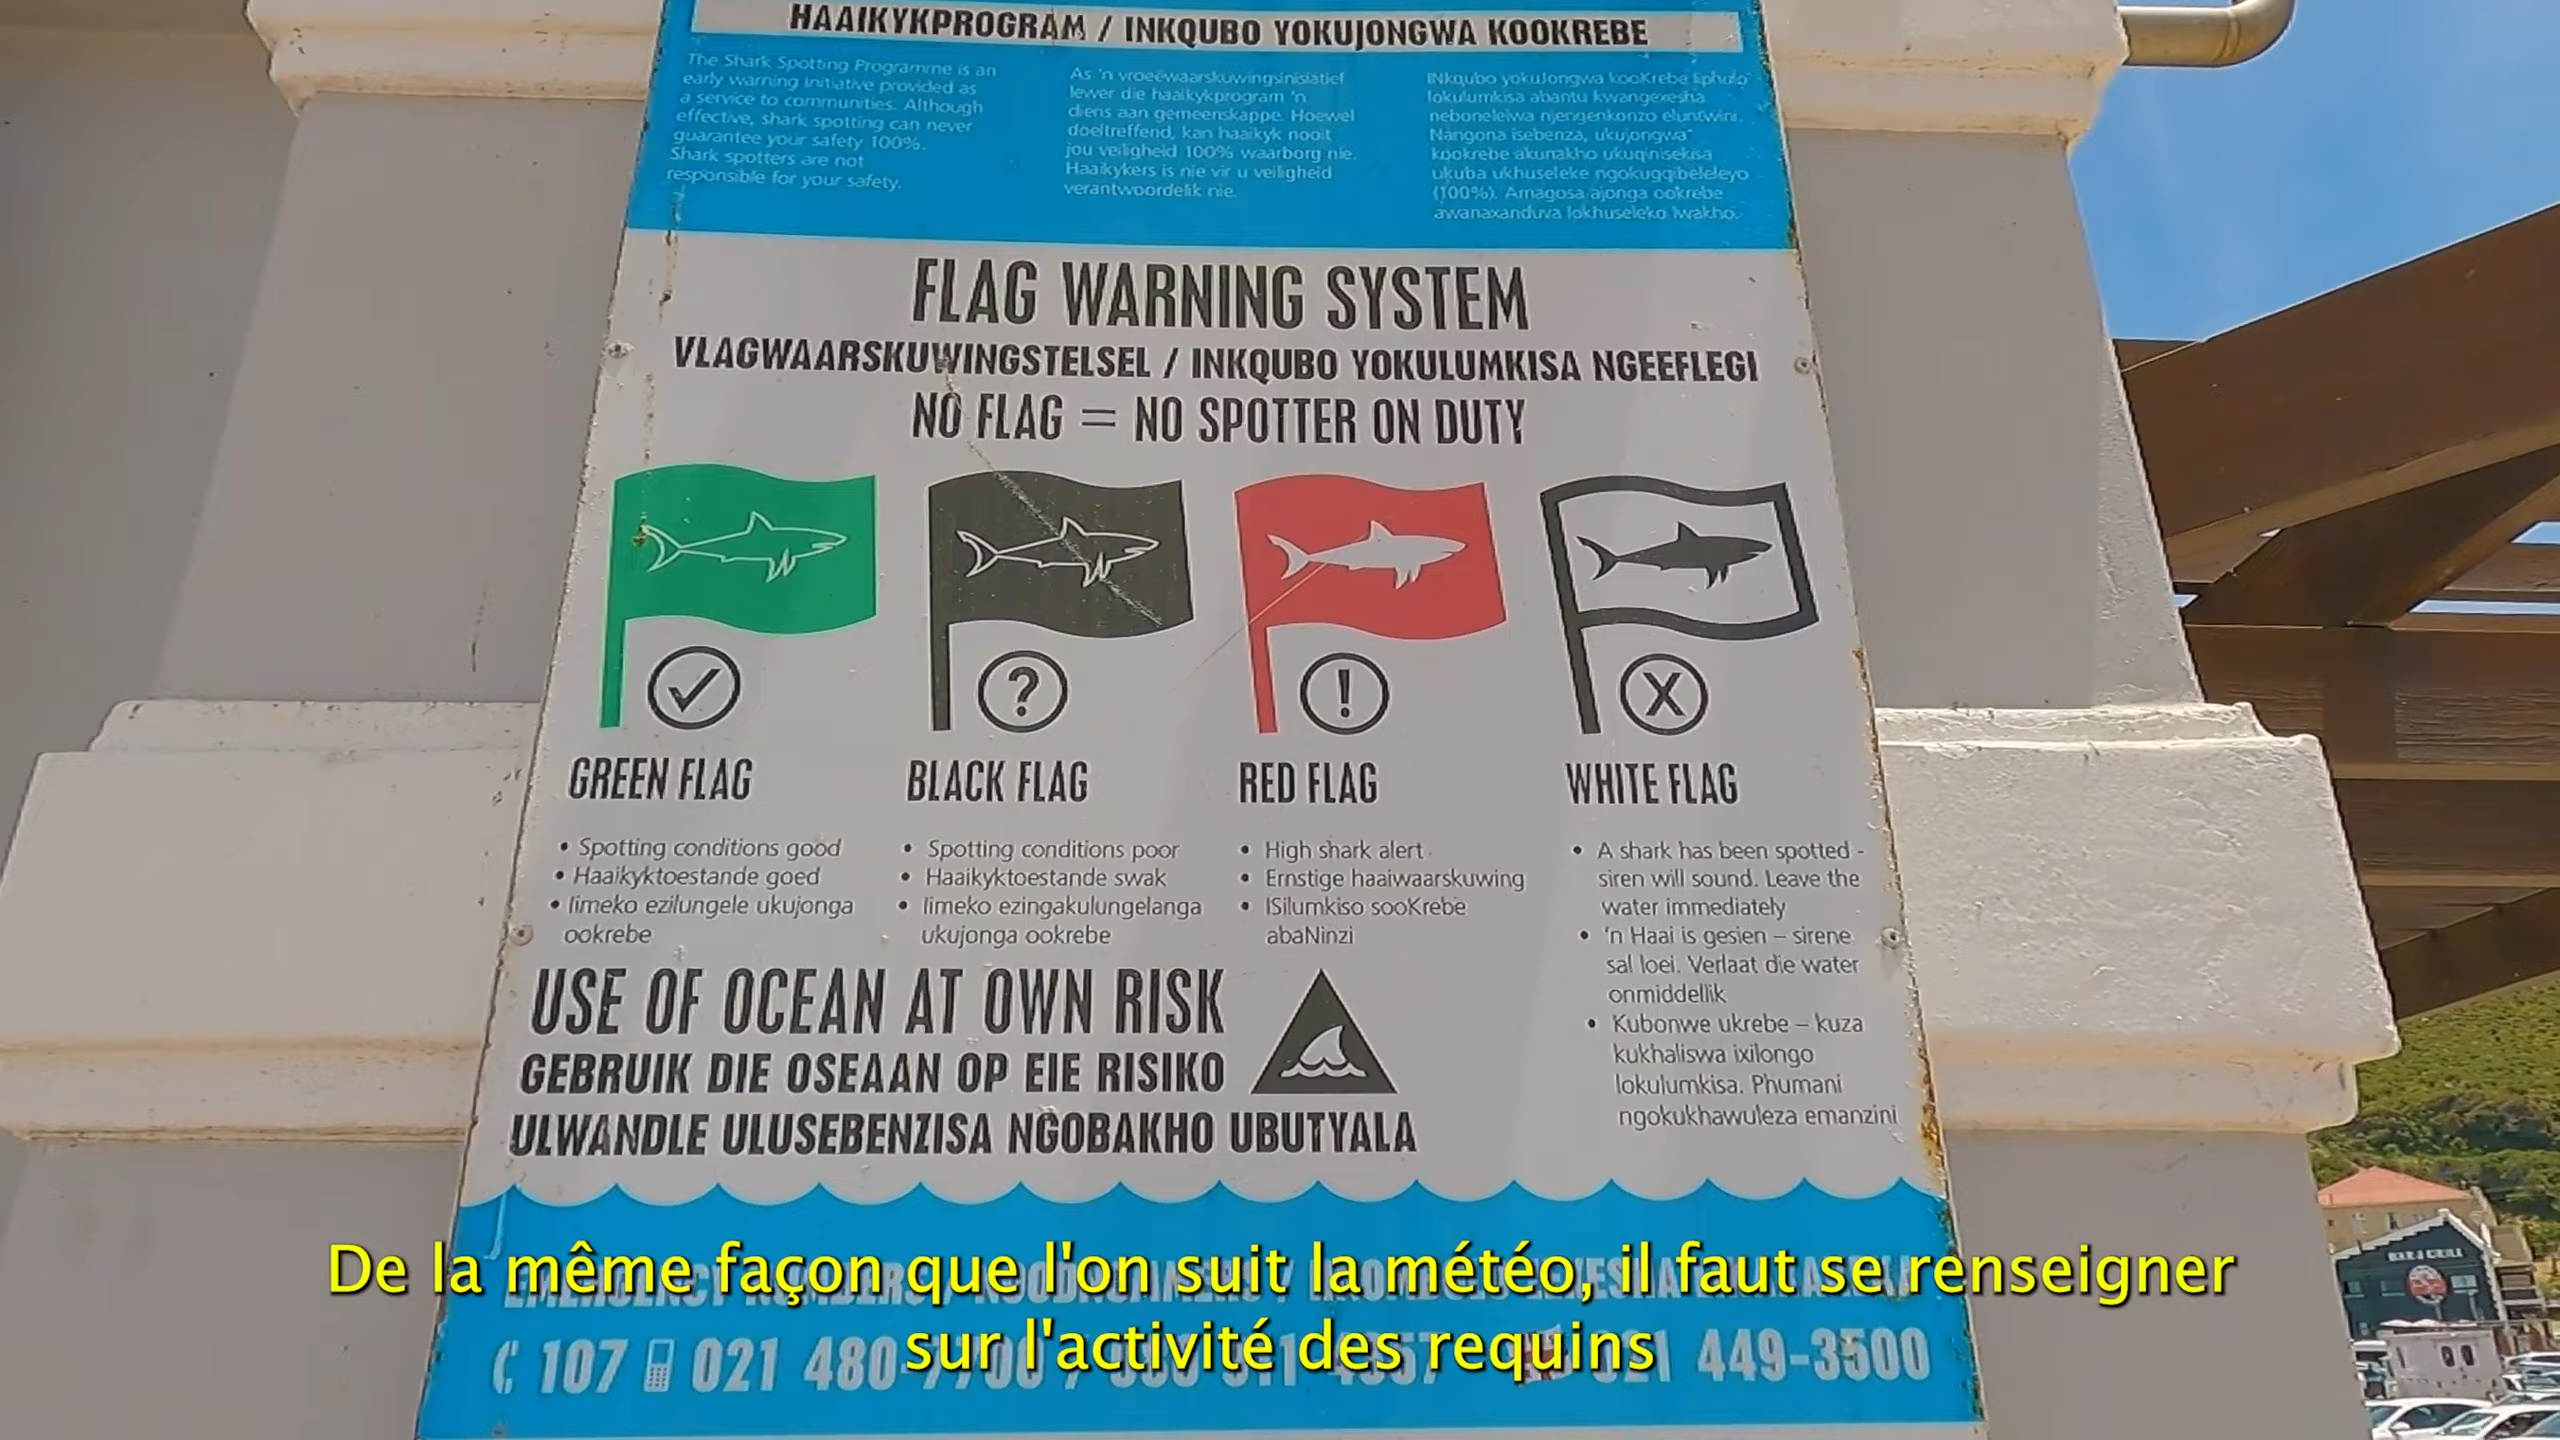 HAAIKYKPROGRAM / INKQUBO YOKUJONGWA KOOKREBE
The Shark Spotting Programme is an
early warning initiative provided as
a service to communities. Although
effective, shark spotting can never
guarantee your safety 100%.
Shark spotters are not
responsible for your safety.
As 'n vroeëwaarskuwingsinisiatief
lewer die haaikykprogram 'n
diens aan gemeenskappe. Hoewel
doeltreffend, kan haaikyk nooit
jou veiligheid 100% waarborg nie.
Haaikykers is nie vir u veiligheid
verantwoordelik nie.
INkqubo yokuJongwa kooKrebe liphulo
lokulumkisa abantu kwangexesha
neboneleiwa njengenkonzo eluntwini.
Nangona isebenza, ukujongwa
kookrebe akunakho ukuqinisekisa
ukuba ukhuseleke ngokugqibeleleyo
(100%). Amagosa ajonga ookrebe
awanaxanduva lokhuseleko lwakho.
FLAG WARNING SYSTEM
VLAGWAARSKUWINGSTELSEL / INKQUBO YOKULUMKISA NGEEFLEGI
NO FLAG = NO SPOTTER ON DUTY
? ! X
GREEN FLAG
• Spotting conditions good
• Haaikyktoestande goed
• Iimeko ezilungele ukujonga
ookrebe
BLACK FLAG
• Spotting conditions poor
• Haaikyktoestande swak
• Iimeko ezingakulungelanga
ukujonga ookrebe
RED FLAG
• High shark alert
• Ernstige haaiwaarskuwing
• ISilumkiso sooKrebe
abaNinzi
WHITE FLAG
• A shark has been spotted -
siren will sound. Leave the
water immediately
• 'n Haai is gesien – sirene
sal loei. Verlaat die water
onmiddellik
• Kubonwe ukrebe – kuza
kukhaliswa ixilongo
lokulumkisa. Phumani
ngokukhawuleza emanzini
USE OF OCEAN AT OWN RISK
GEBRUIK DIE OSEAAN OP EIE RISIKO
ULWANDLE ULUSEBENZISA NGOBAKHO UBUTYALA
107 021 480-7700 / 021 449-3500
De la même façon que l'on suit la météo, il faut se renseigner
sur l'activité des requins